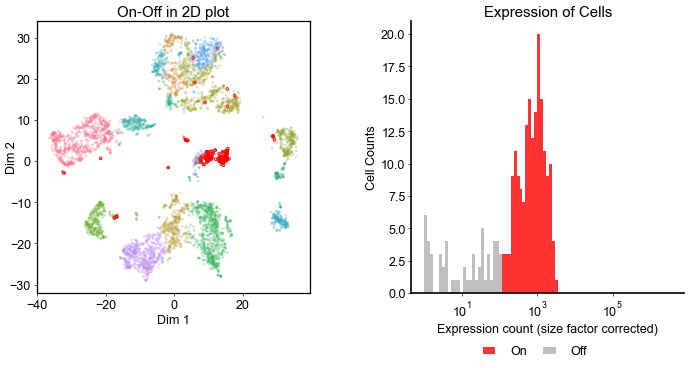 On-Off in 2D plot
30
20
10
0
−10
−20
−30
−40
−20
0
20
Dim 2
Dim 1
Expression of Cells
20.0
17.5
15.0
12.5
10.0
7.5
5.0
2.5
0.0
10^1
10^3
10^5
Cell Counts
Expression count (size factor corrected)
On
Off